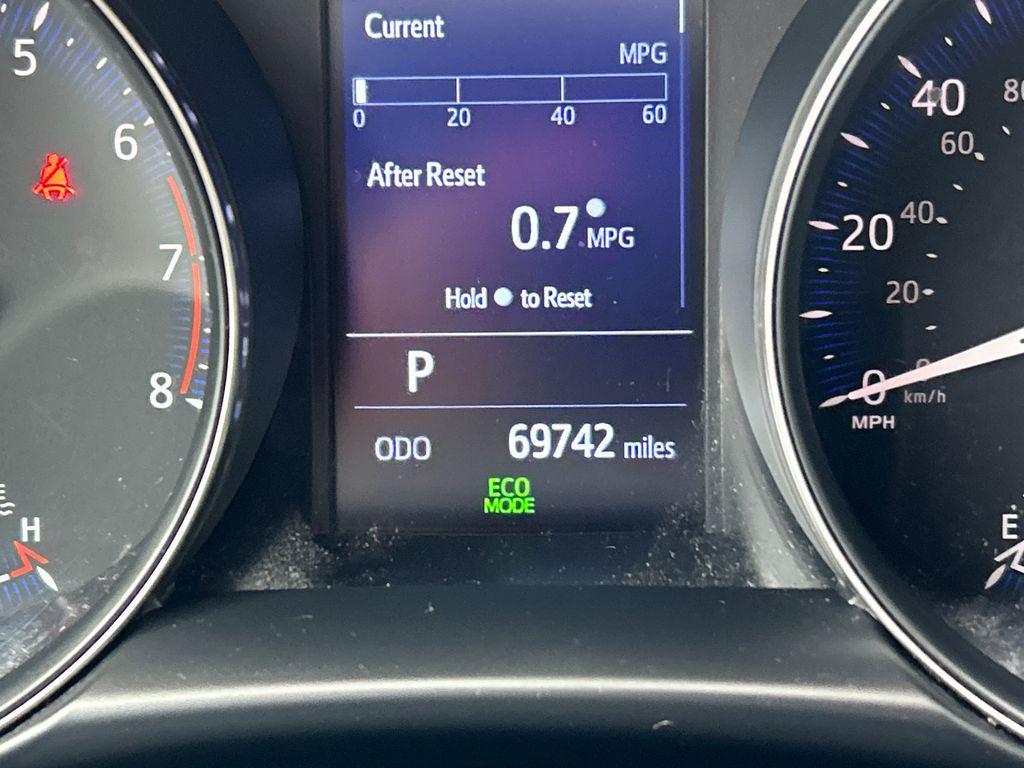 Current
MPG
0 20 40 60
After Reset
0.7 MPG
Hold to Reset
P
ODO 69742 miles
ECO
MODE
5
6
7
8
H
40
60
20
40
20
0
0
km/h
MPH
E